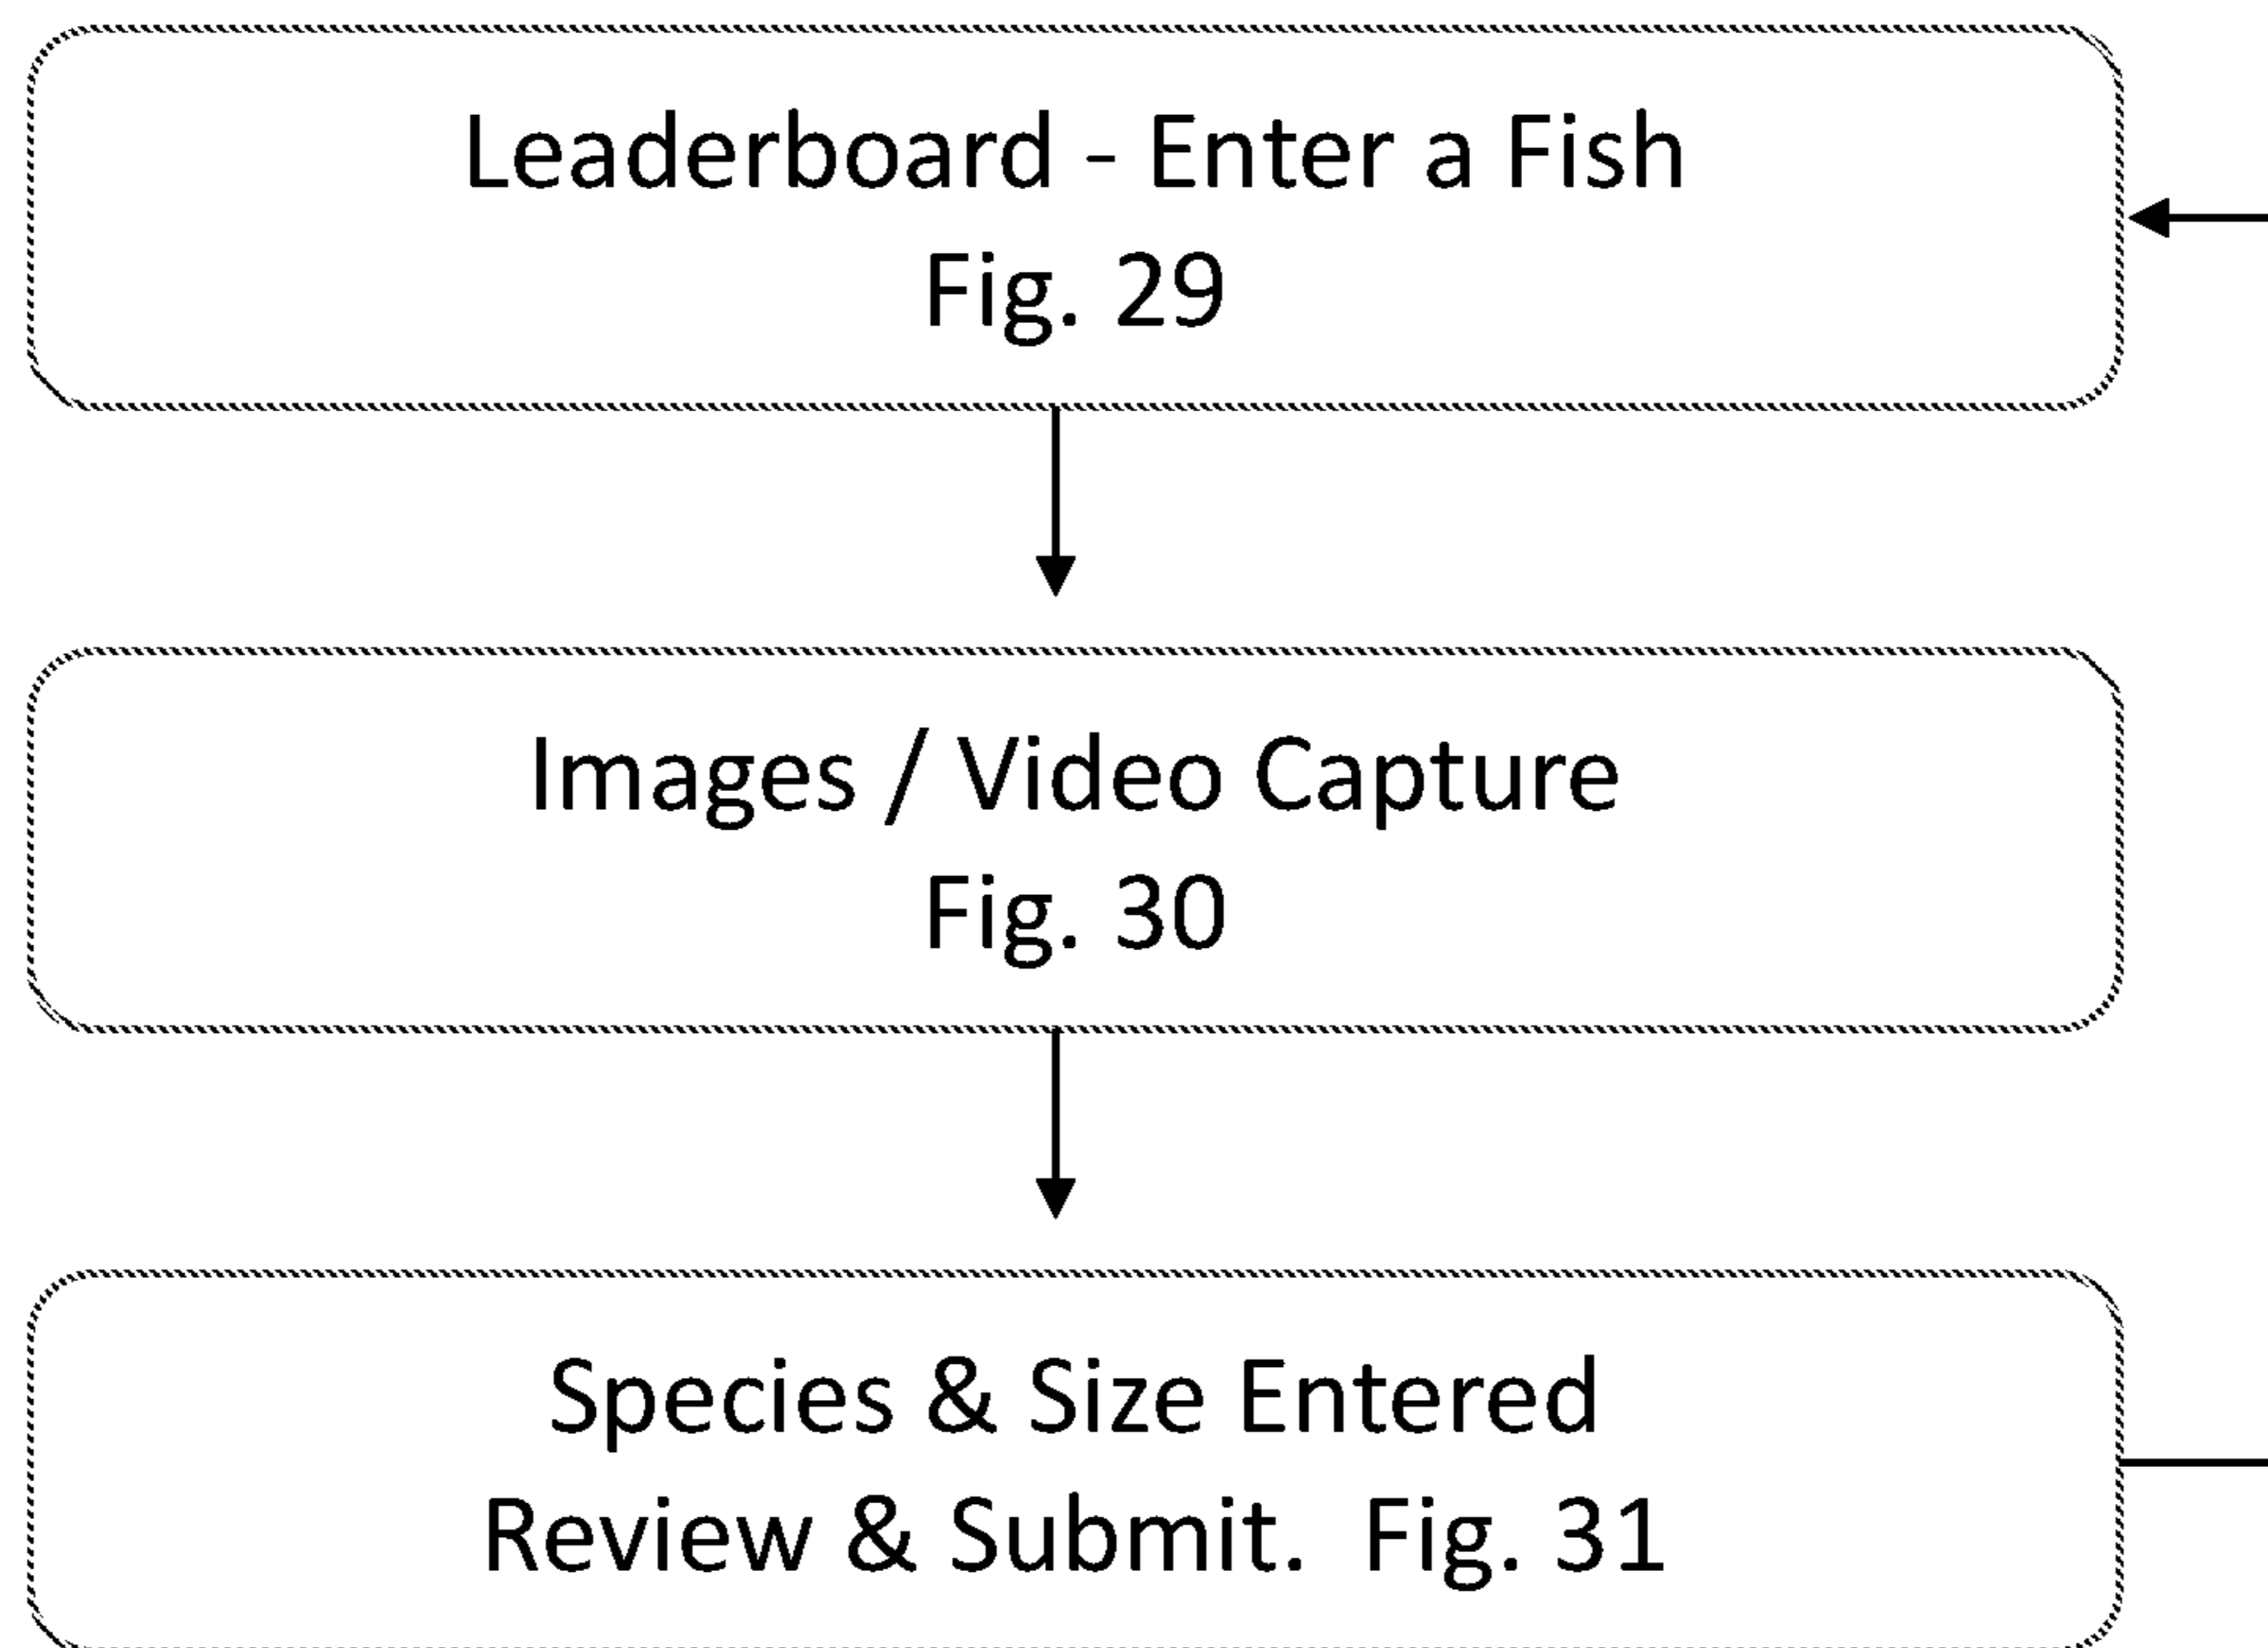 Leaderboard - Enter a Fish
Fig. 29
Images / Video Capture
Fig. 30
Species & Size Entered
Review & Submit.  Fig. 31